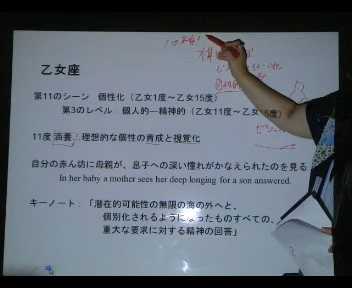 乙女座
第11のシーン 個性化（乙女1度～乙女15度）
第3のレベル：個人的―精神的（乙女11度～乙女15度）
11度 涵養：理想的な個性の育成と視覚化
自分の赤ん坊に母親が、息子への深い憧れがかなえられたのを見る
In her baby a mother sees her deep longing for a son answered.
キーノート：「潜在的可能性の無限の海の外へと、
個別化されるようになったものすべての、
重大な要求に対する精神の回答」